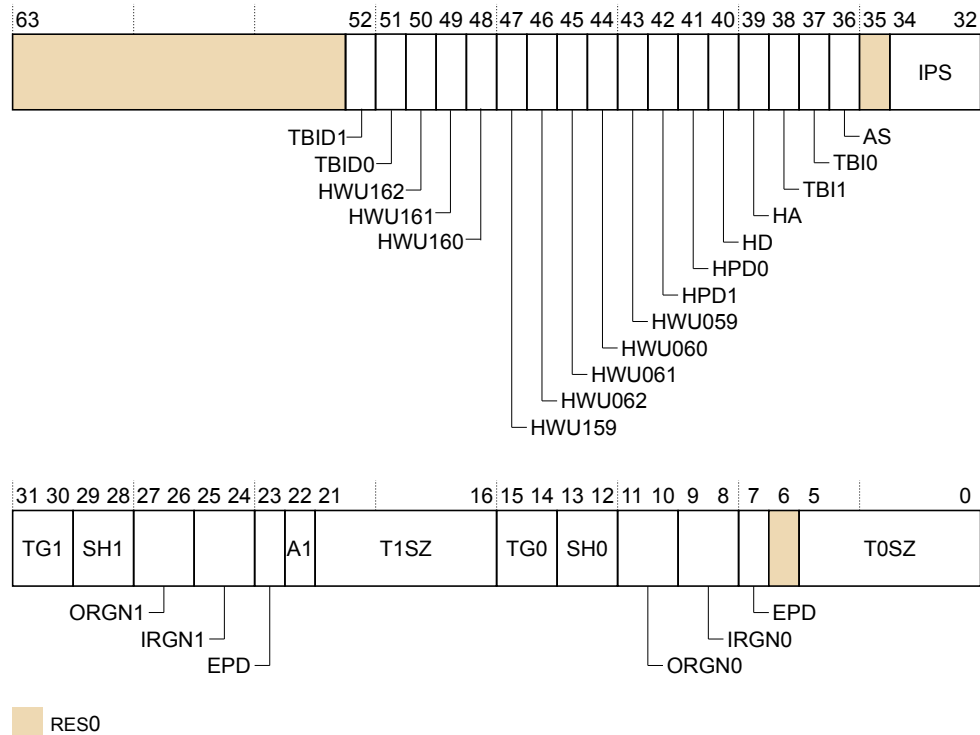 63 52 51 50 49 48 47 46 45 44 43 42 41 40 39 38 37 36 35 34 32
IPS
TBID1 AS
TBID0 TBI0
HWU162 TBI1
HWU161 HA
HWU160 HD
HPD0
HPD1
HWU059
HWU060
HWU061
HWU062
HWU159
31 30 29 28 27 26 25 24 23 22 21 16 15 14 13 12 11 10 9 8 7 6 5 0
TG1 SH1 A1 T1SZ TG0 SH0 T0SZ
ORGN1 EPD
IRGN1 IRGN0
EPD ORGN0
RES0